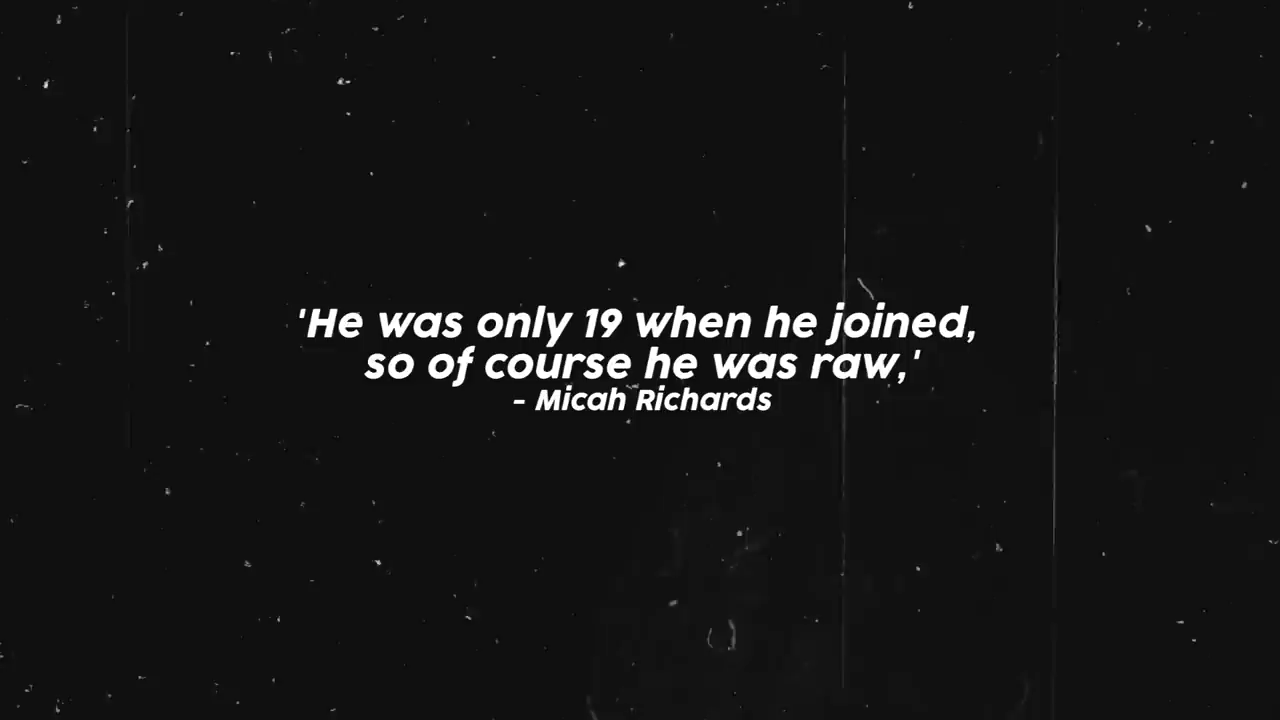 'He was only 19 when he joined,
so of course he was raw,'
- Micah Richards